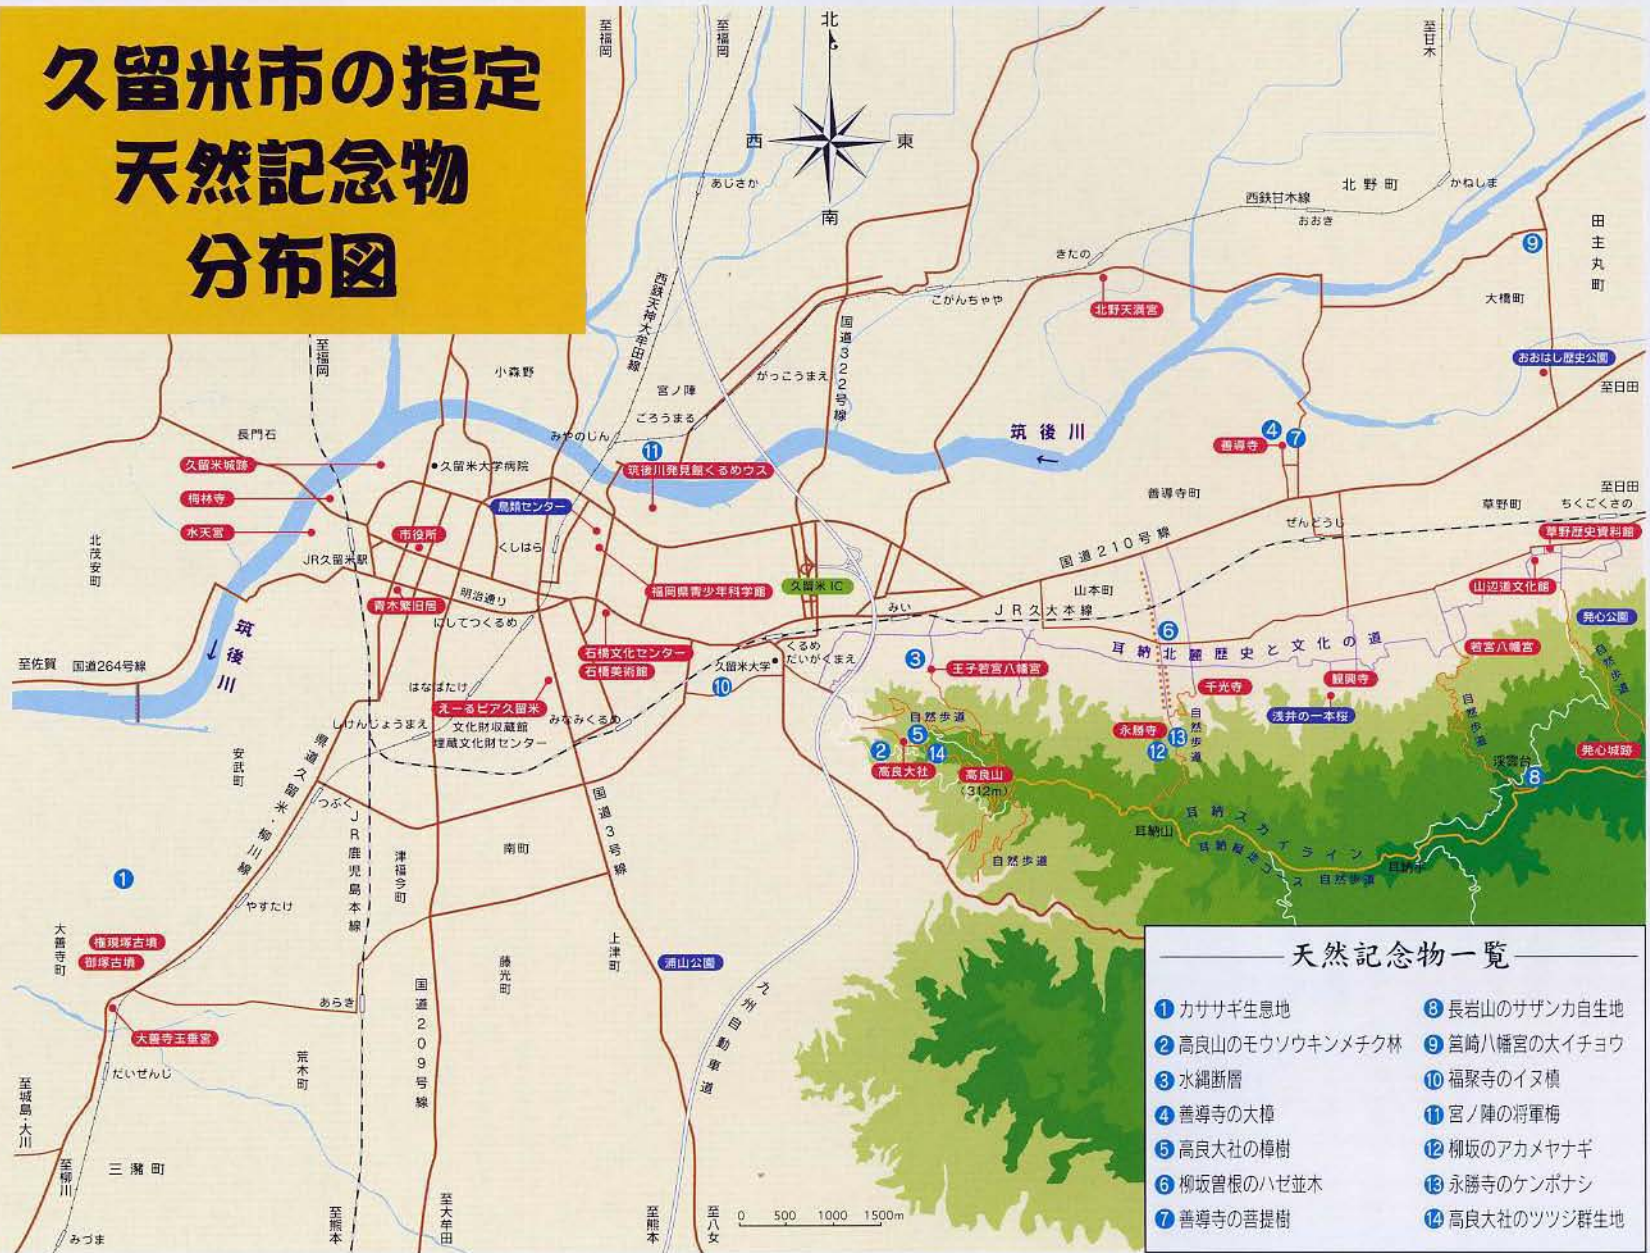 久留米市の指定
天然記念物
分布図
至福岡
至福岡
北
西
東
南
至甘木
あじさか
西鉄天神大牟田線
北野町
かねしま
西鉄甘木線
おおき
田主丸町
9
きたの
こがんちゃや
北野天満宮
大橋町
国道322号線
至福岡
小森野
宮ノ陣
がっこうまえ
おおはし歴史公園
至日田
ごろうまる
みやのじん
長門石
筑後川
←
4
7
善導寺
久留米城跡
久留米大学病院
11
筑後川発見館くるめウス
梅林寺
鳥類センター
善導寺町
至日田
草野町
ちくごくさの
水天宮
市役所
くしはら
ぜんどうじ
草野歴史資料館
北茂安町
JR久留米駅
国道210号線
福岡県青少年科学館
久留米IC
山本町
山辺道文化館
青木繁旧居
明治通り
にしてつくるめ
みい
JR久大本線
発心公園
筑後川
←
石橋文化センター
石橋美術館
くるめ
だいがくまえ
久留米大学
6
耳納北麓歴史と文化の道
若宮八幡宮
自然歩道
至佐賀
国道264号線
はなばたけ
10
3
王子若宮八幡宮
千光寺
観興寺
えーるピア久留米
みなみくるめ
浅井の一本桜
自然歩道
しけんじょうまえ
文化財収蔵館
埋蔵文化財センター
自然歩道
5
2
14
高良大社
高良山
(312m)
永勝寺
13
12
自然歩道
発心城跡
渓雲台
8
安武町
県道久留米・柳川線
つぶく
国道3号線
JR鹿児島本線
耳納スカイライン
耳納山
耳納縦走コース
自然歩道
耳納平
自然歩道
津福今町
南町
1
やすたけ
大善寺町
権現塚古墳
御塚古墳
上津町
浦山公園
藤光町
国道209号線
九州自動車道
あらき
大善寺玉垂宮
荒木町
だいぜんじ
至城島・大川
三潴町
至柳川
みづま
至熊本
至大牟田
至熊本
至八女
0 500 1000 1500m
天然記念物一覧
1 カササギ生息地
2 高良山のモウソウキンメチク林
3 水縄断層
4 善導寺の大樟
5 高良大社の樟樹
6 柳坂曽根のハゼ並木
7 善導寺の菩提樹
8 長岩山のサザンカ自生地
9 筥崎八幡宮の大イチョウ
10 福聚寺のイヌ槙
11 宮ノ陣の将軍梅
12 柳坂のアカメヤナギ
13 永勝寺のケンポナシ
14 高良大社のツツジ群生地